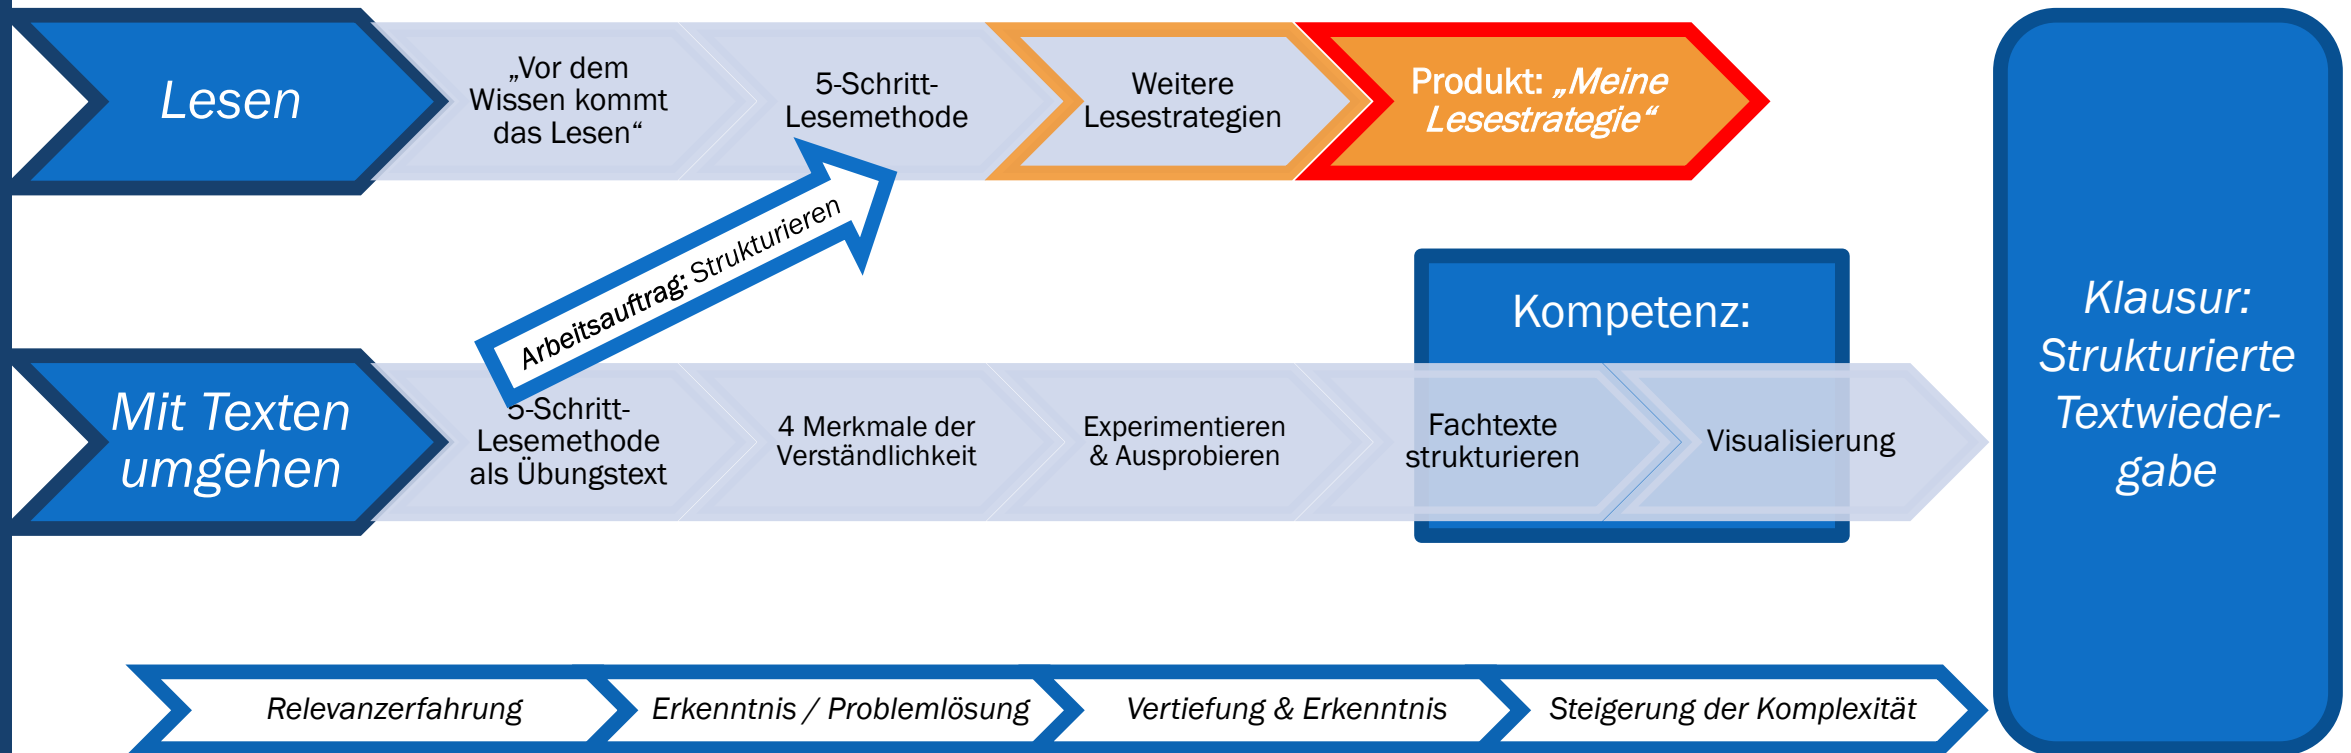 Lesen
„Vor dem
Wissen kommt
das Lesen“
5-Schritt-
Lesemethode
Weitere
Lesestrategien
Produkt: „Meine
Lesestrategie“
Arbeitsauftrag: Strukturieren
Kompetenz:
Mit Texten
umgehen
5-Schritt-
Lesemethode
als Übungstext
4 Merkmale der
Verständlichkeit
Experimentieren
& Ausprobieren
Fachtexte
strukturieren
Visualisierung
Klausur:
Strukturierte
Textwieder-
gabe
Relevanzerfahrung
Erkenntnis / Problemlösung
Vertiefung & Erkenntnis
Steigerung der Komplexität